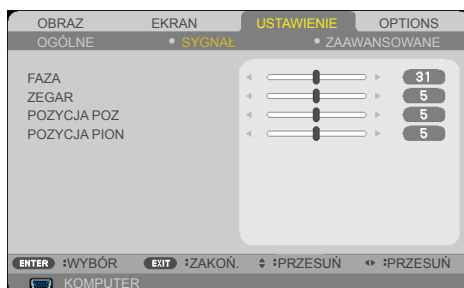 OBRAZ EKRAN USTAWIENIE OPTIONS
OGÓLNE • SYGNAŁ • ZAAWANSOWANE
FAZA 31
ZEGAR 5
POZYCJA POZ 5
POZYCJA PION 5
ENTER :WYBÓR EXIT :ZAKOŃ. :PRZESUŃ :PRZESUŃ
KOMPUTER